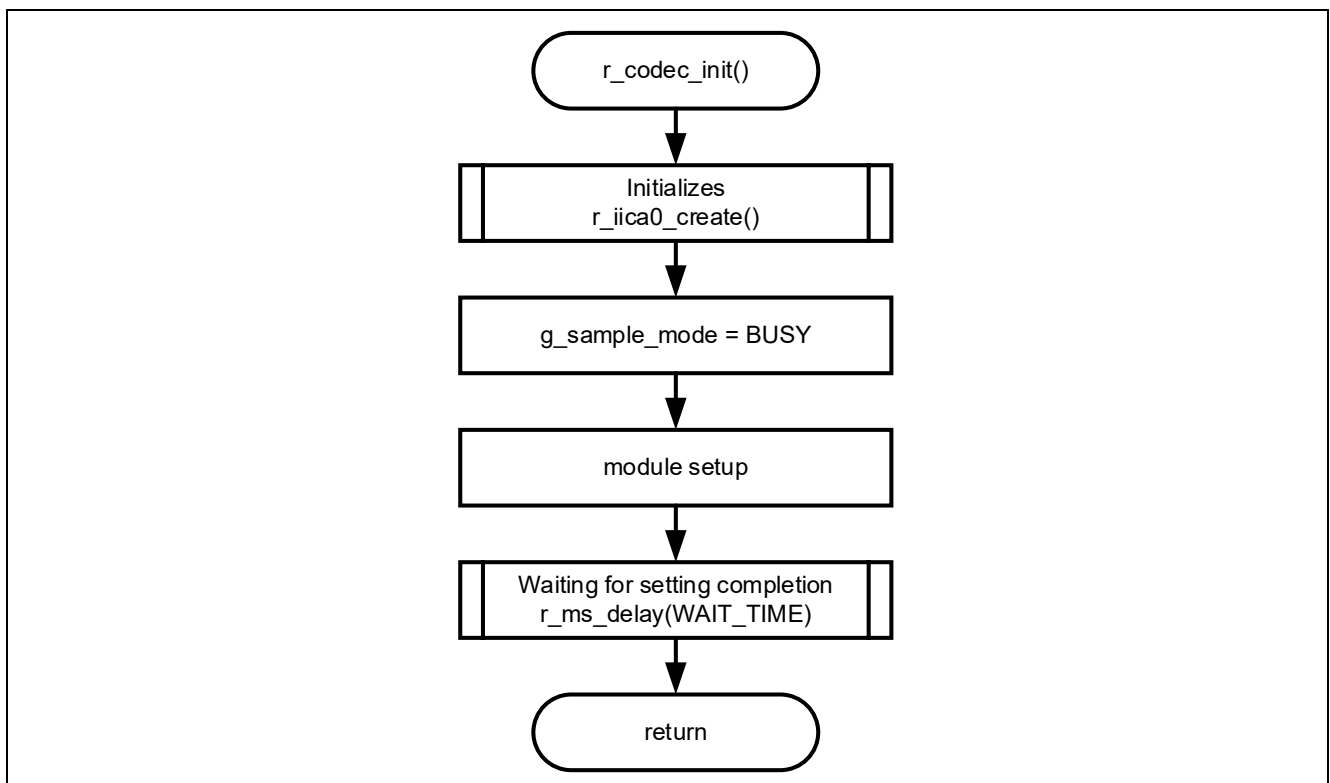 r_codec_init()
Initializes
r_iica0_create()
g_sample_mode = BUSY
module setup
Waiting for setting completion
r_ms_delay(WAIT_TIME)
return